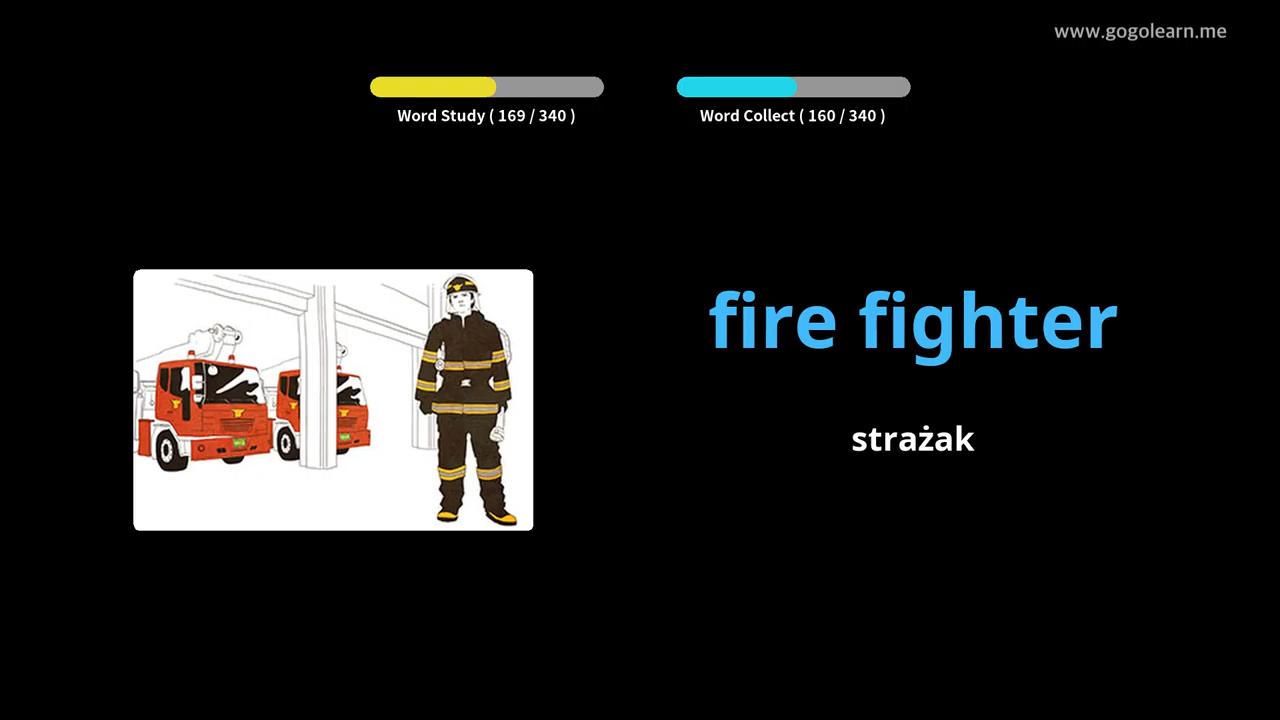 www.gogolearn.me
Word Study ( 169 / 340 )
Word Collect ( 160 / 340 )
fire fighter
strażak